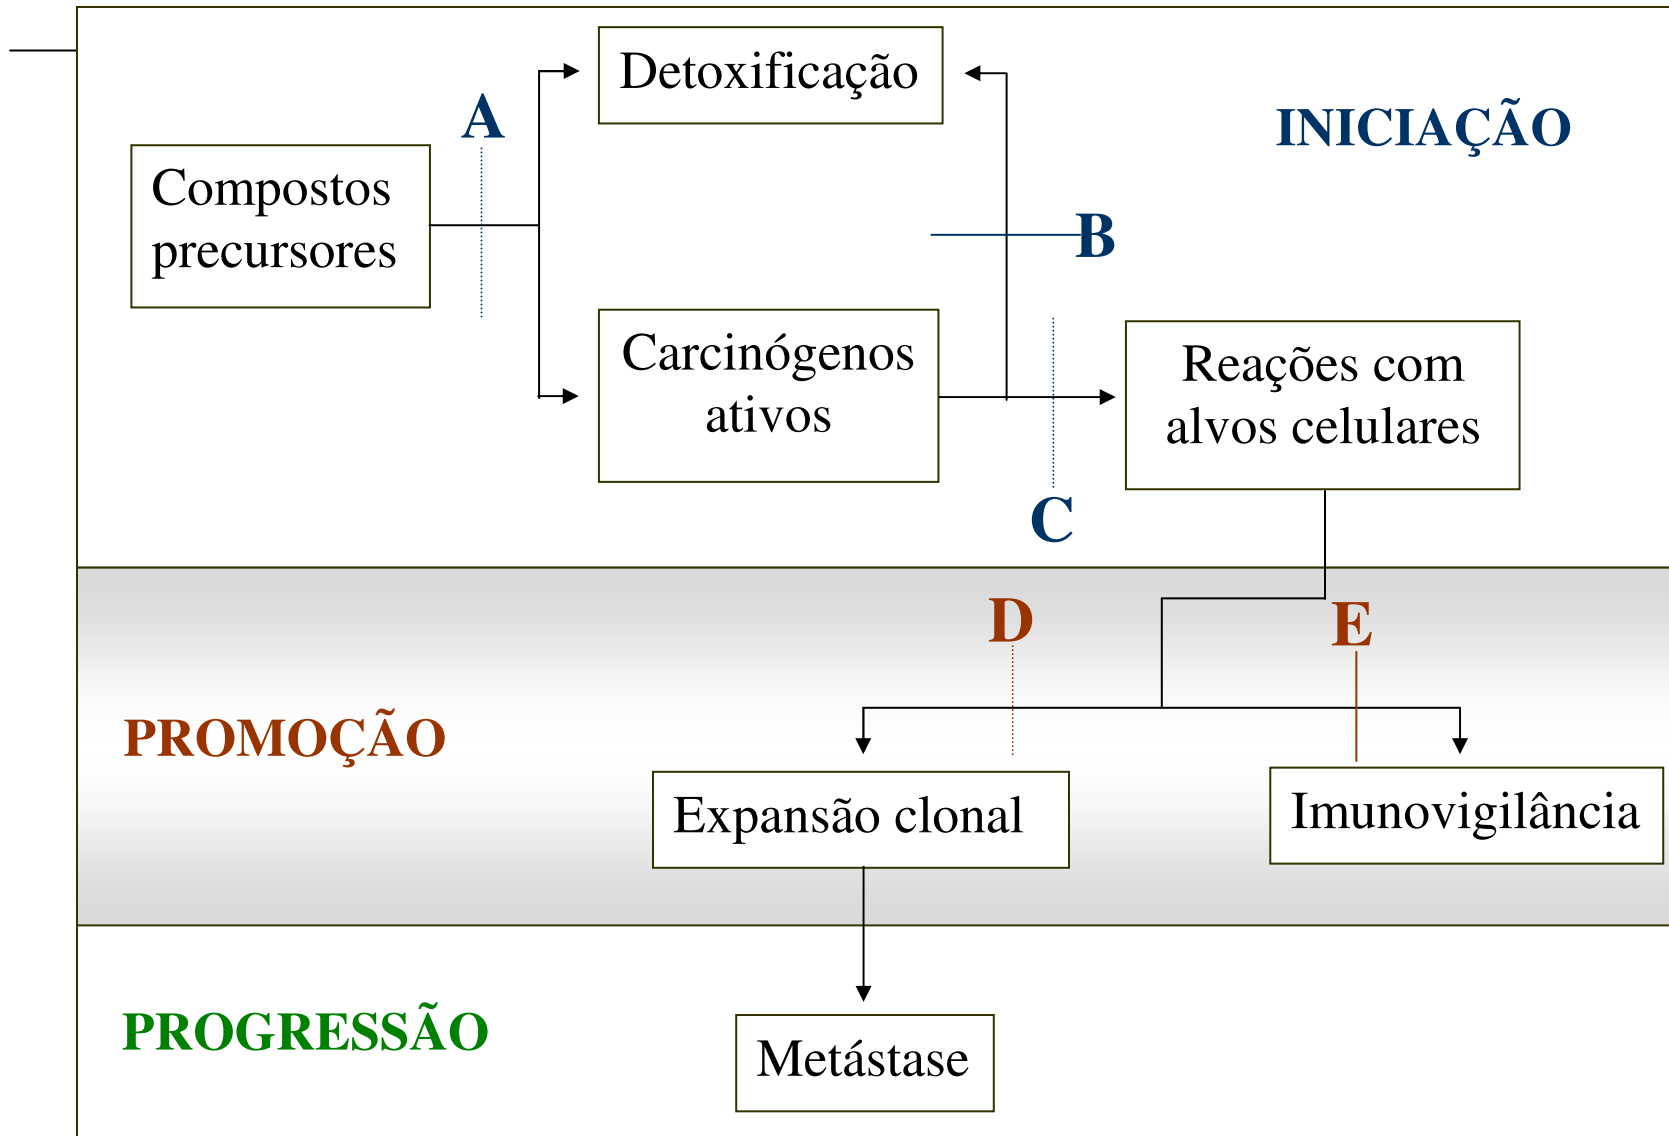 Detoxificação
A
INICIAÇÃO
Compostos
precursores
B
Carcinógenos
ativos
Reações com
alvos celulares
C
D
E
PROMOÇÃO
Expansão clonal
Imunovigilância
PROGRESSÃO
Metástase